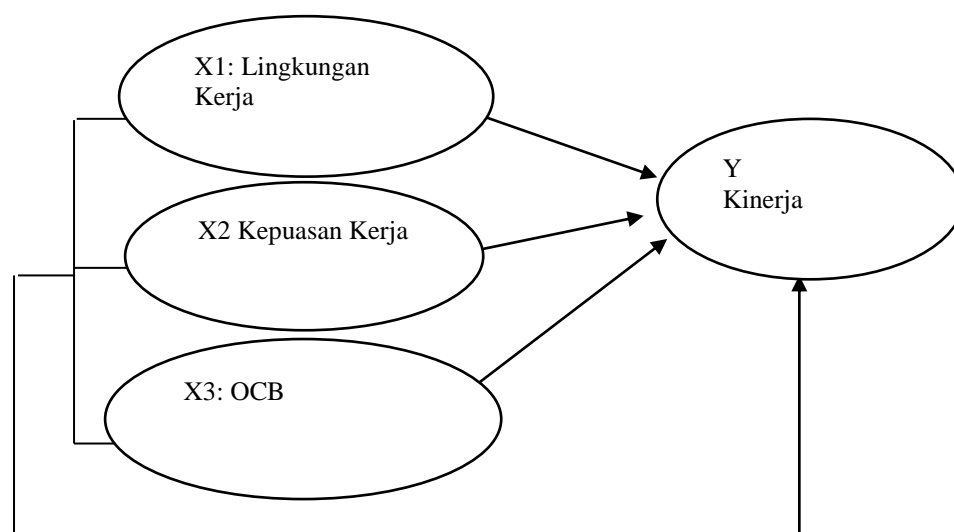 X1: Lingkungan
Kerja
Y
Kinerja
X2 Kepuasan Kerja
X3: OCB